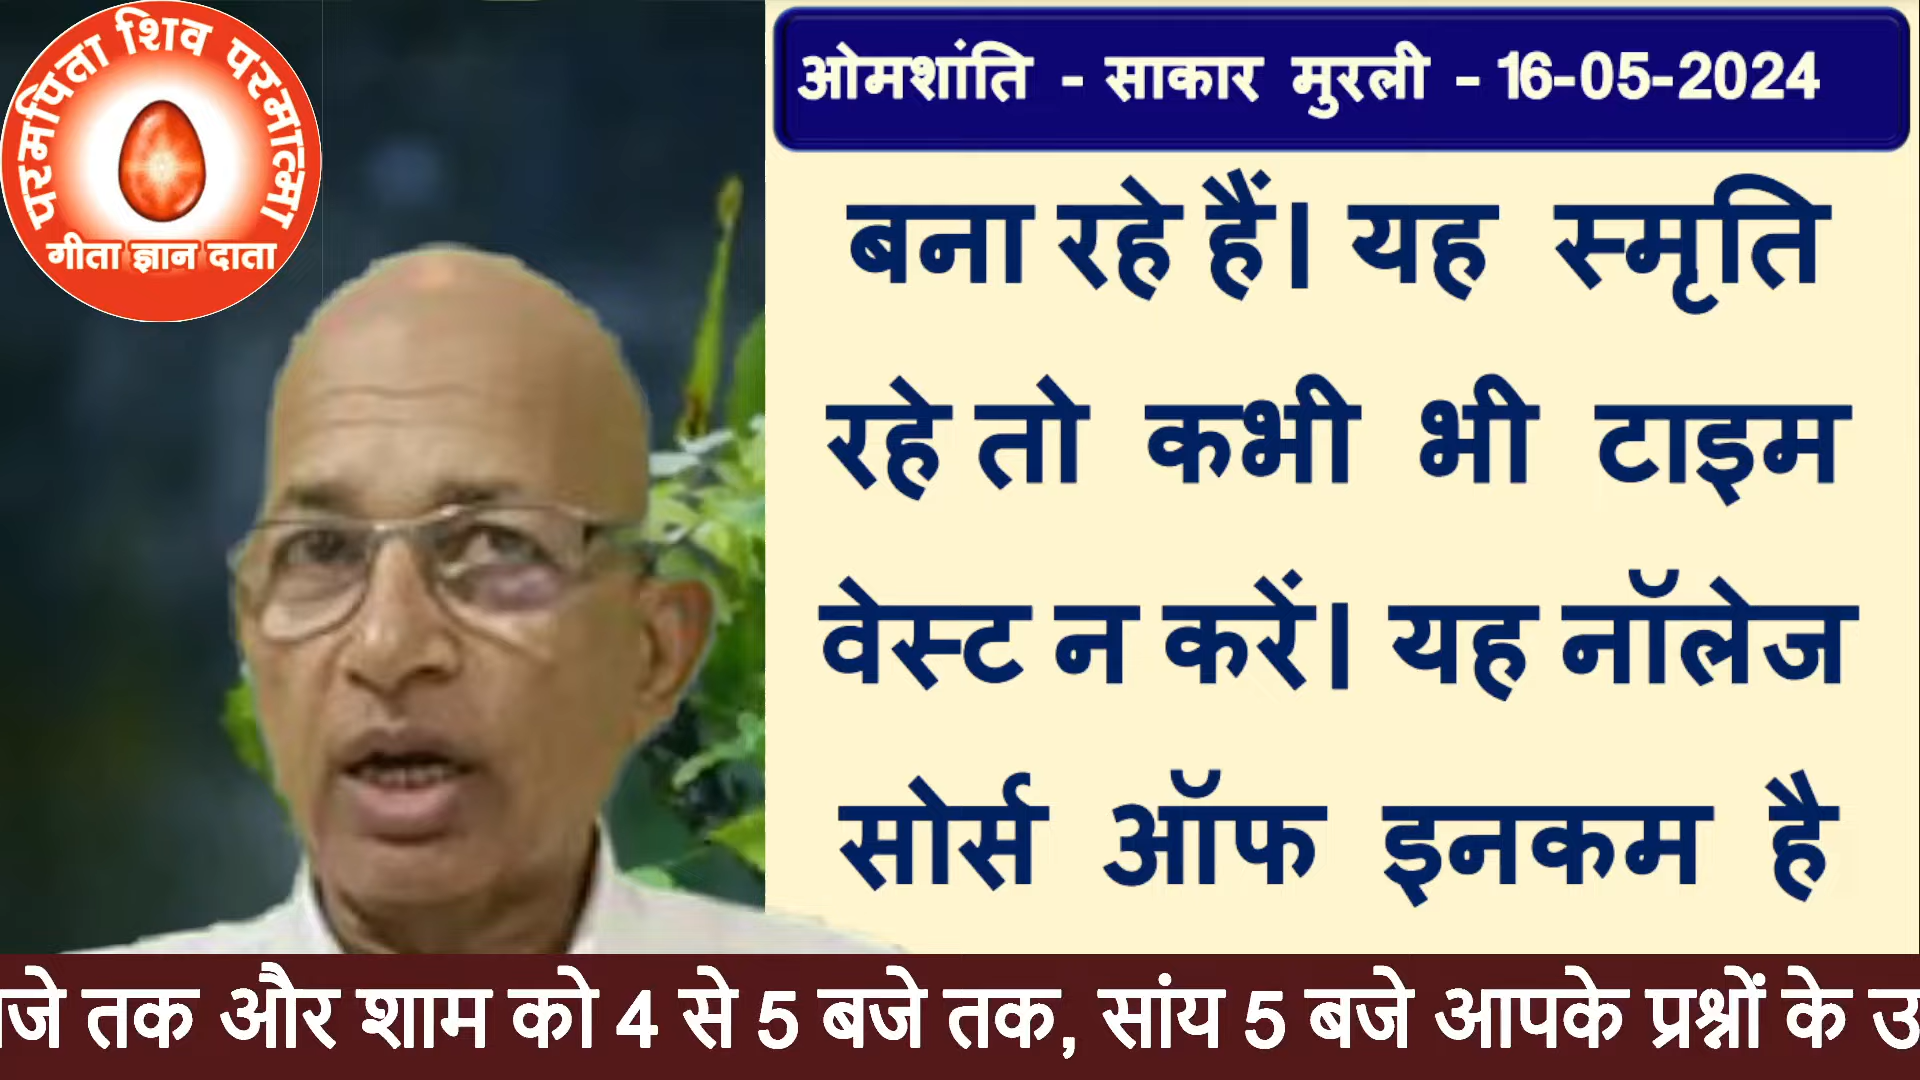 परमपिता शिव परमात्मा
गीता ज्ञान दाता
ओमशांति - साकार मुरली - 16-05-2024
बना रहे हैं। यह स्मृति
रहे तो कभी भी टाइम
वेस्ट न करें। यह नॉलेज
सोर्स ऑफ इनकम है
जे तक और शाम को 4 से 5 बजे तक, सांय 5 बजे आपके प्रश्नों के उ